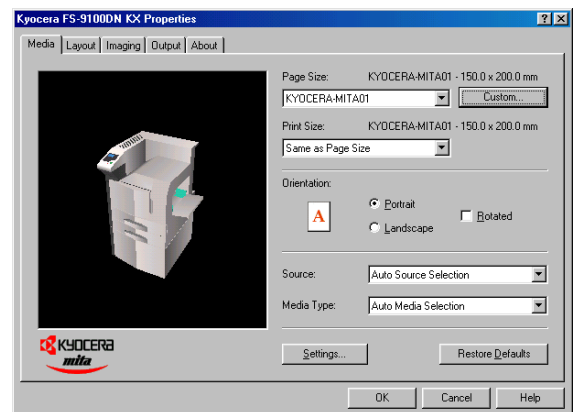 Kyocera FS-9100DN KX Properties
Media Layout Imaging Output About
Page Size: KYOCERA-MITA01 - 150.0 x 200.0 mm
KYOCERA-MITA01 Custom...
Print Size: KYOCERA-MITA01 - 150.0 x 200.0 mm
Same as Page Size
Orientation:
A
Portrait
Landscape
Rotated
Source: Auto Source Selection
Media Type: Auto Media Selection
KYOCERA
mita
Settings... Restore Defaults
OK Cancel Help